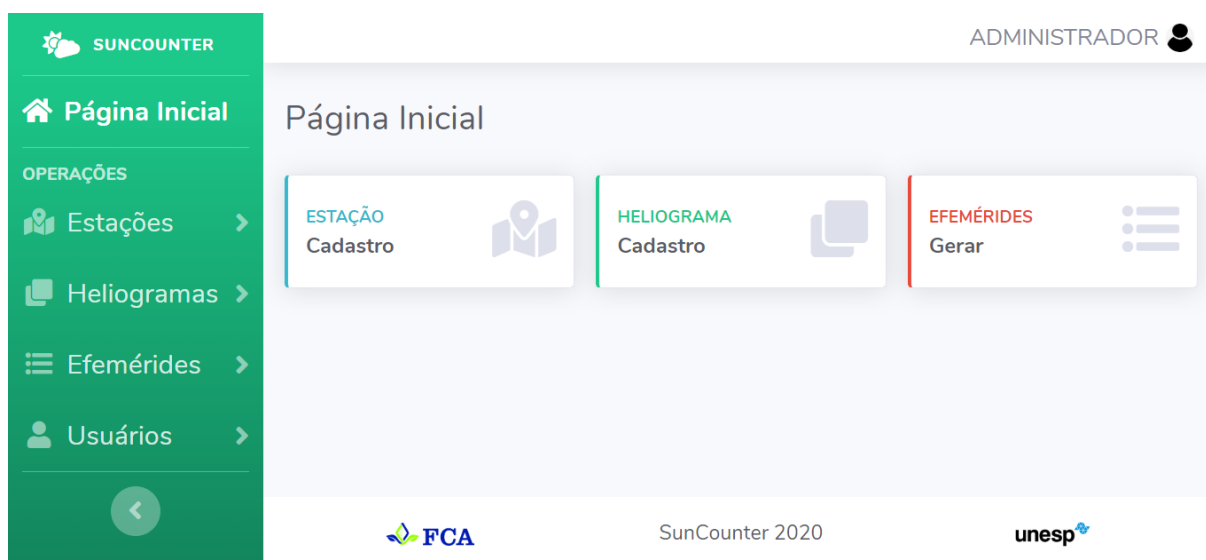 SUNCOUNTER
Página Inicial
OPERAÇÕES
Estações
Heliogramas
Efemérides
Usuários
ADMINISTRADOR
Página Inicial
ESTAÇÃO
Cadastro
HELIOGRAMA
Cadastro
EFEMÉRIDES
Gerar
FCA
SunCounter 2020
unesp